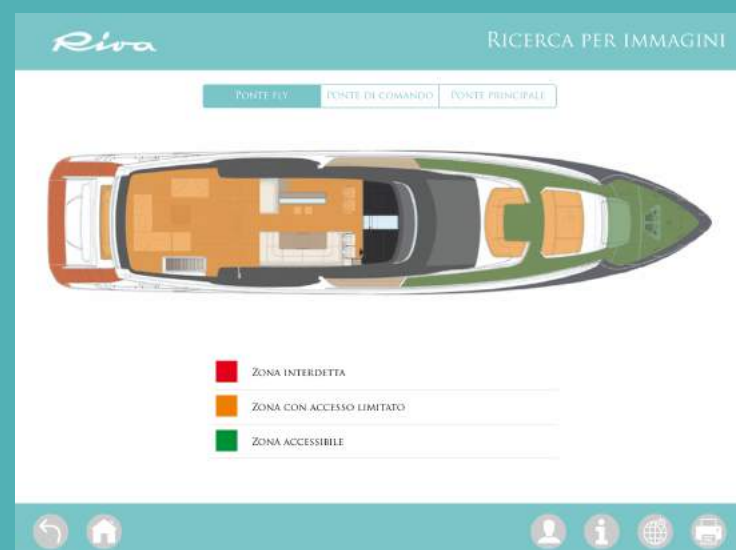 Riva
RICERCA PER IMMAGINI
PONTE FLY
PONTE DI COMANDO
PONTE PRINCIPALE
ZONA INTERDETTA
ZONA CON ACCESSO LIMITATO
ZONA ACCESSIBILE